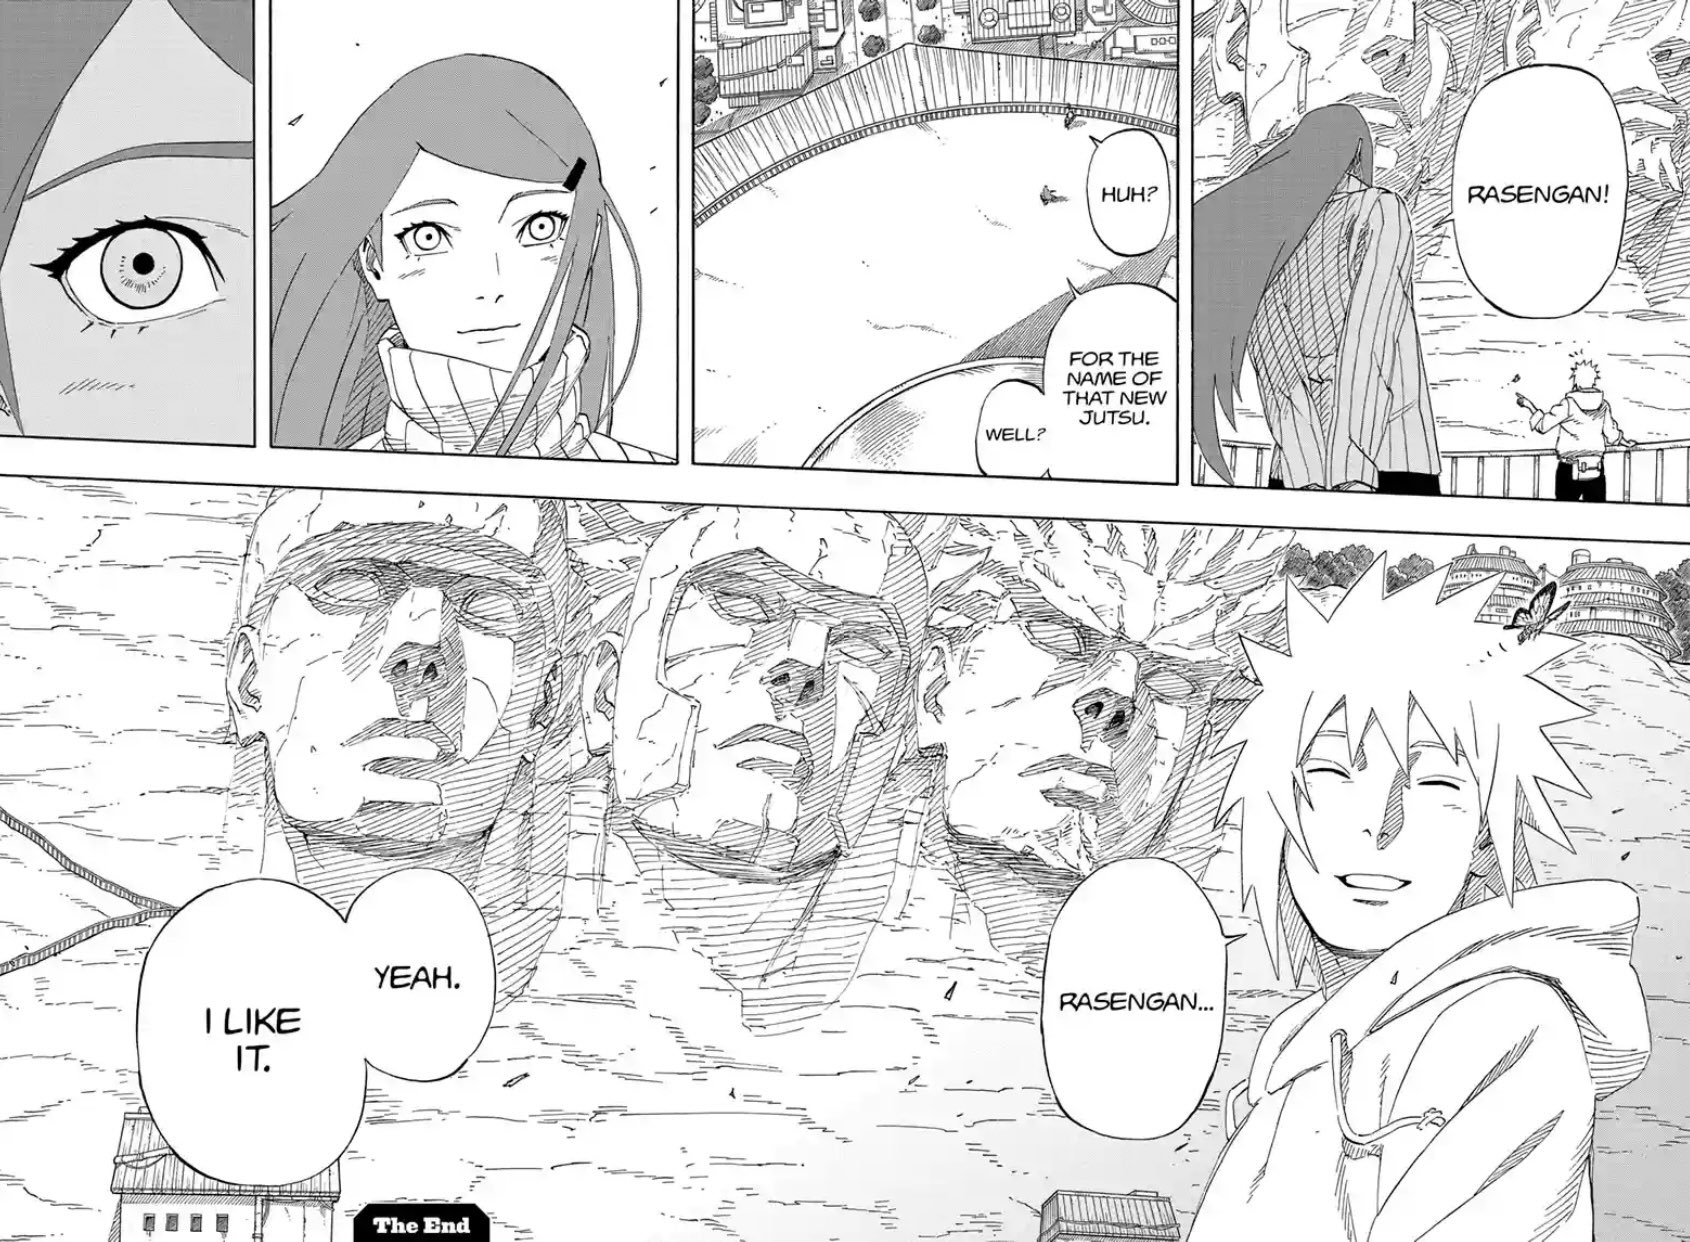 RASENGAN!
HUH?
FOR THE
NAME OF
THAT NEW
JUTSU.
WELL?
RASENGAN...
YEAH.
I LIKE
IT.
The End